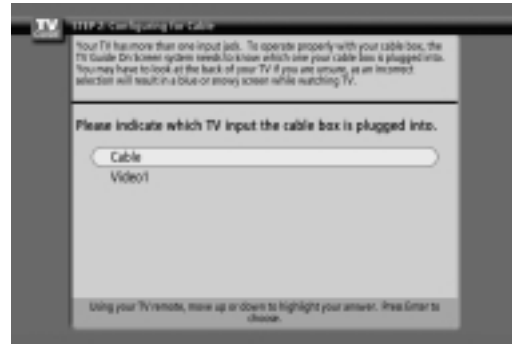 TV
GUIDE
STEP 2: Configuring for Cable
Your TV has more than one input jack. To operate properly with your cable box, the
TV Guide On Screen system needs to know which one your cable box is plugged into.
You may have to look at the back of your TV if you are unsure, as an incorrect
selection will result in a blue or snowy screen while watching TV.
Please indicate which TV input the cable box is plugged into.
Cable
Video1
Using your TV remote, move up or down to highlight your answer. Press Enter to
choose.